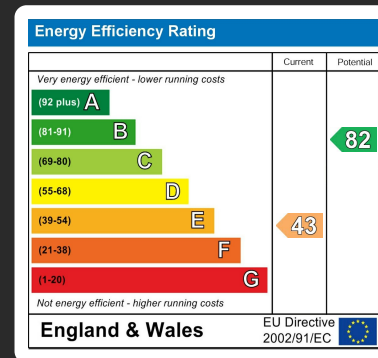 Energy Efficiency Rating
Current Potential
Very energy efficient - lower running costs
(92 plus) A
(81-91) B
82
(69-80) C
(55-68) D
(39-54) E
43
(21-38) F
(1-20) G
Not energy efficient - higher running costs
England & Wales
EU Directive
2002/91/EC